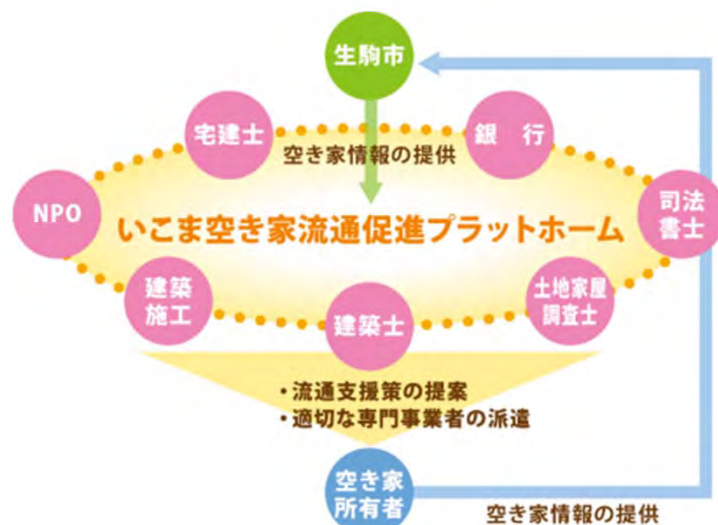 生駒市
宅建士
銀 行
空き家情報の提供
NPO
いこま空き家流通促進プラットホーム
司法
書士
建築
施工
建築士
土地家屋
調査士
・流通支援策の提案
・適切な専門事業者の派遣
空き家
所有者
空き家情報の提供